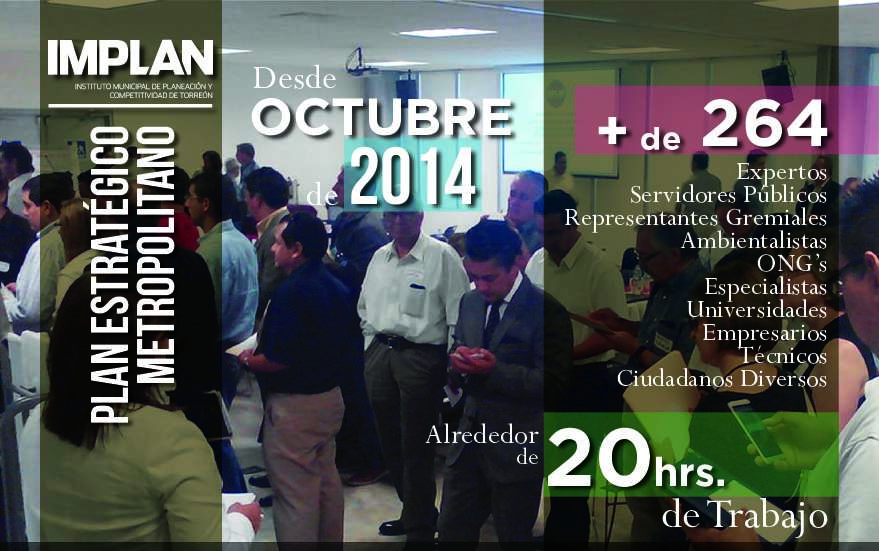 IMPLAN
INSTITUTO MUNICIPAL DE PLANEACIÓN Y
COMPETITIVIDAD DE TORREÓN
PLAN ESTRATÉGICO
METROPOLITANO
Desde
OCTUBRE
de 2014
+ de 264
Expertos
Servidores Públicos
Representantes Gremiales
Ambientalistas
ONG's
Especialistas
Universidades
Empresarios
Técnicos
Ciudadanos Diversos
Alrededor
de
20hrs.
de Trabajo